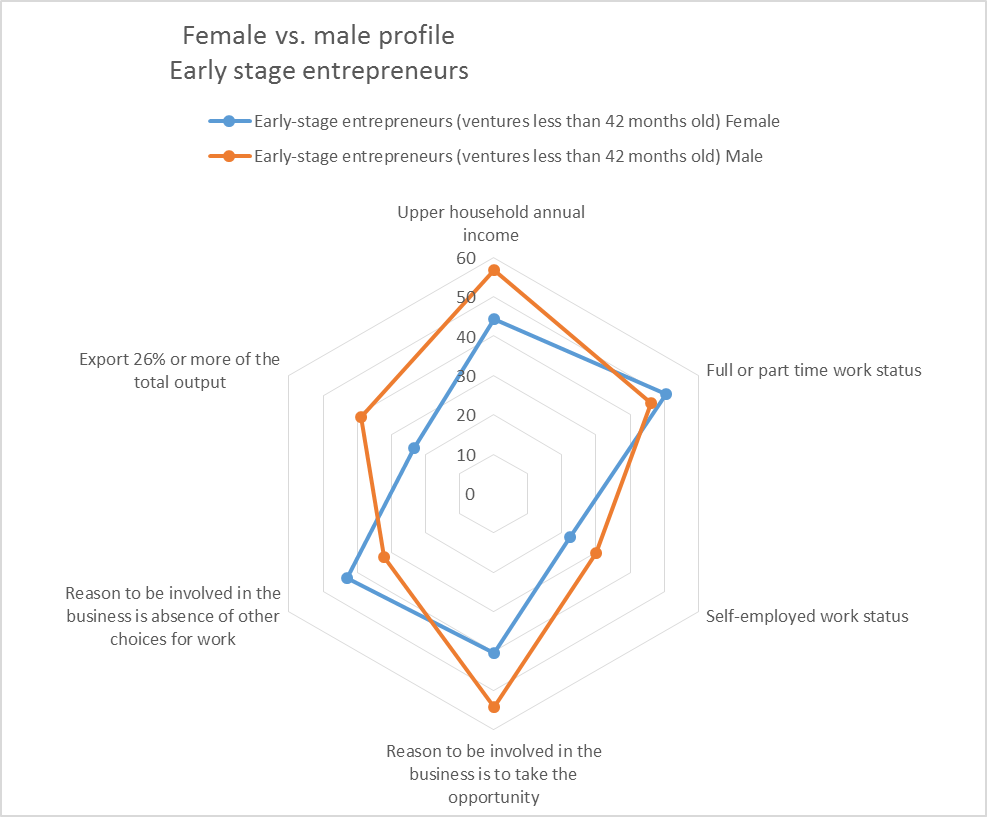 Female vs. male profile
Early stage entrepreneurs
Early-stage entrepreneurs (ventures less than 42 months old) Female
Early-stage entrepreneurs (ventures less than 42 months old) Male
Upper household annual
income
60
50
40
30
20
10
0
Full or part time work status
Self-employed work status
Reason to be involved in the
business is to take the
opportunity
Reason to be involved in the
business is absence of other
choices for work
Export 26% or more of the
total output